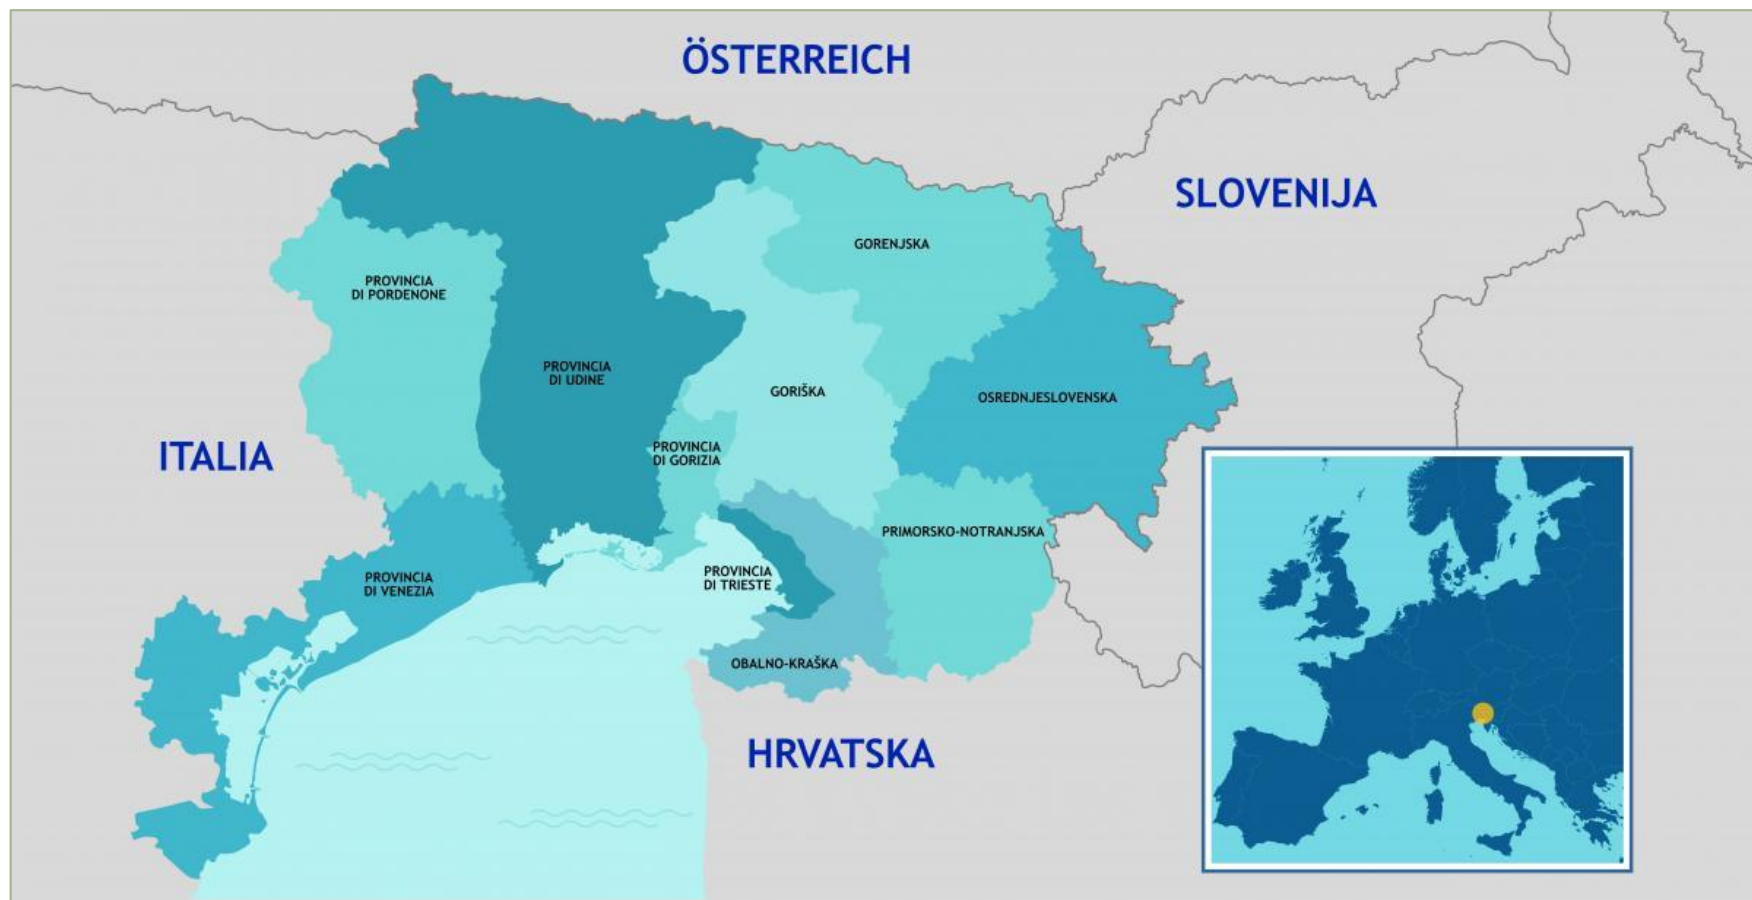 ÖSTERREICH
SLOVENIJA
GORENJSKA
PROVINCIA
DI PORDENONE
PROVINCIA
DI UDINE
GORIŠKA
OSREDNJESLOVENSKA
ITALIA
PROVINCIA
DI GORIZIA
PRIMORSKO-NOTRANJSKA
PROVINCIA
DI VENEZIA
PROVINCIA
DI TRIESTE
OBALNO-KRAŠKA
HRVATSKA